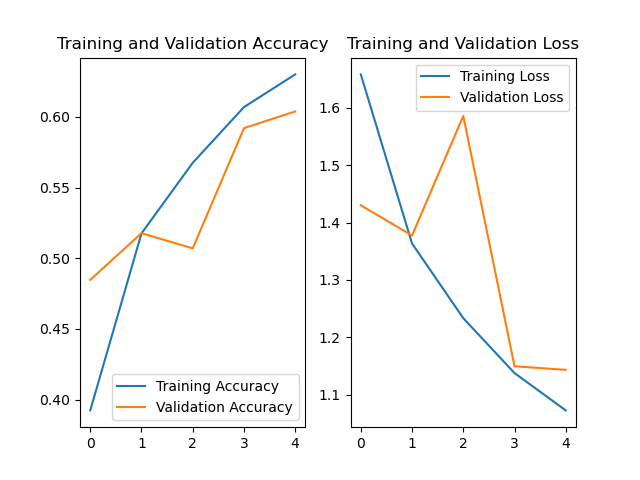 Training and Validation Accuracy
0.60
0.55
0.50
0.45
0.40
Training Accuracy
Validation Accuracy
0 1 2 3 4
Training and Validation Loss
Training Loss
Validation Loss
1.6
1.5
1.4
1.3
1.2
1.1
0 1 2 3 4